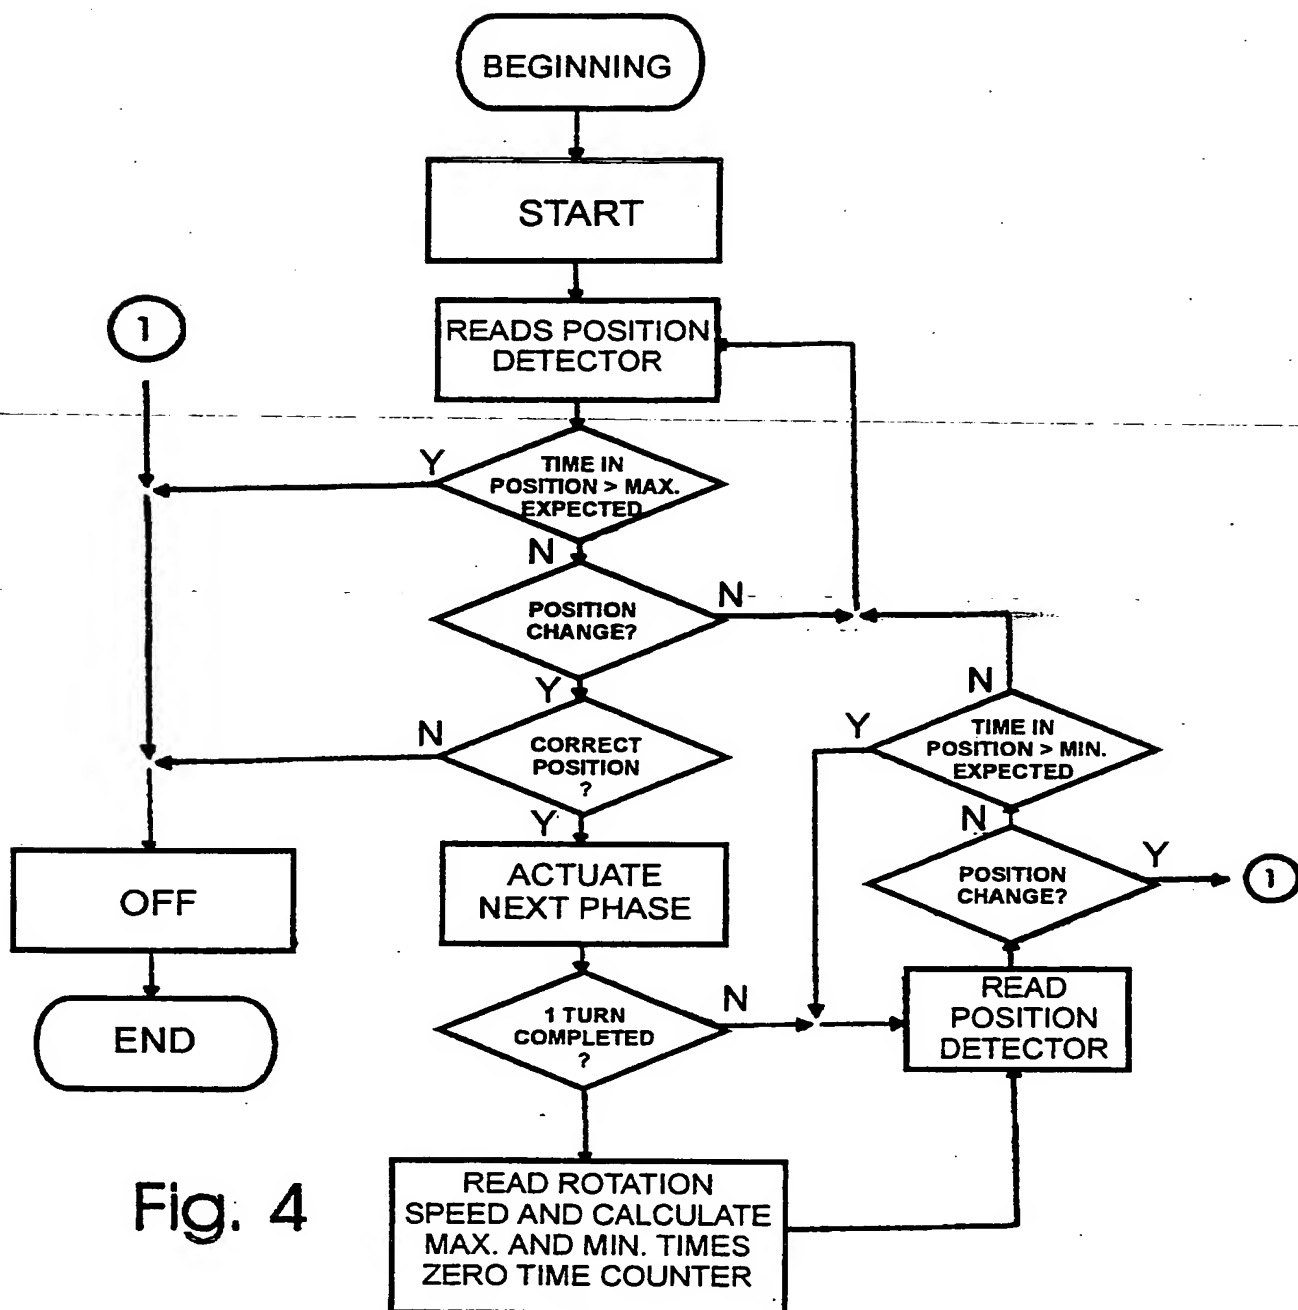 BEGINNING
START
1
READS POSITION
DETECTOR
Y
TIME IN
POSITION > MAX.
EXPECTED
N
POSITION
CHANGE?
N
Y
N
CORRECT
POSITION
?
Y
N
Y
TIME IN
POSITION > MIN.
EXPECTED
N
POSITION
CHANGE?
Y
1
OFF
ACTUATE
NEXT PHASE
END
1 TURN
COMPLETED
?
N
READ
POSITION
DETECTOR
READ ROTATION
SPEED AND CALCULATE
MAX. AND MIN. TIMES
ZERO TIME COUNTER
Fig. 4